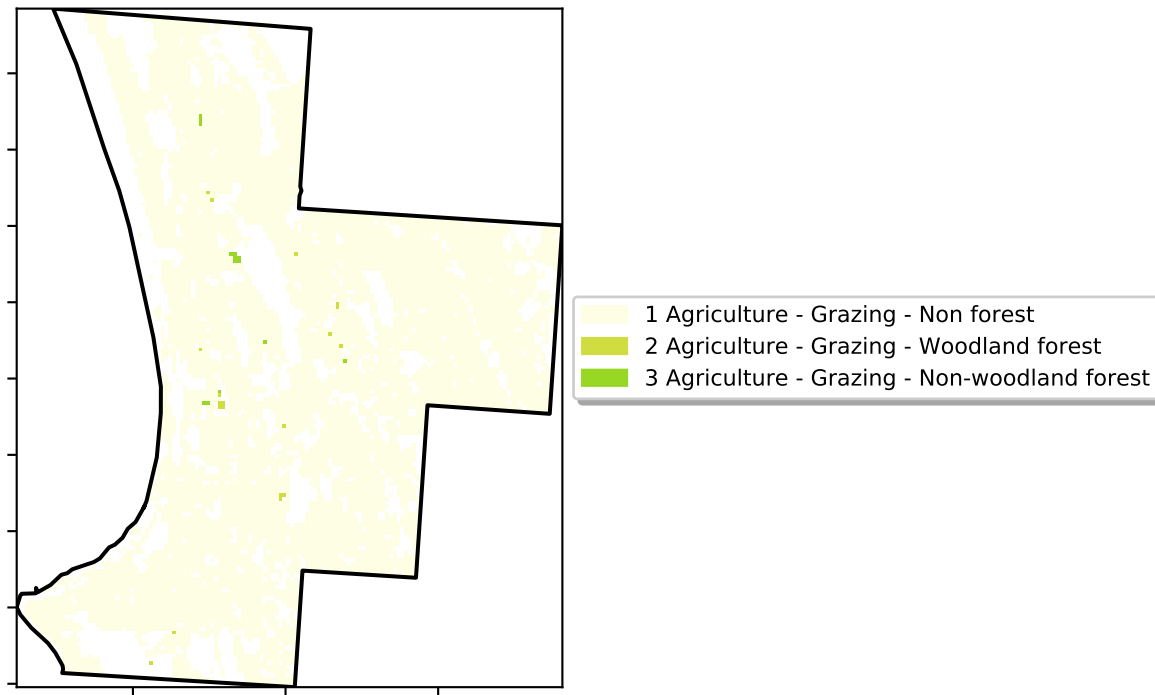 1 Agriculture - Grazing - Non forest
2 Agriculture - Grazing - Woodland forest
3 Agriculture - Grazing - Non-woodland forest